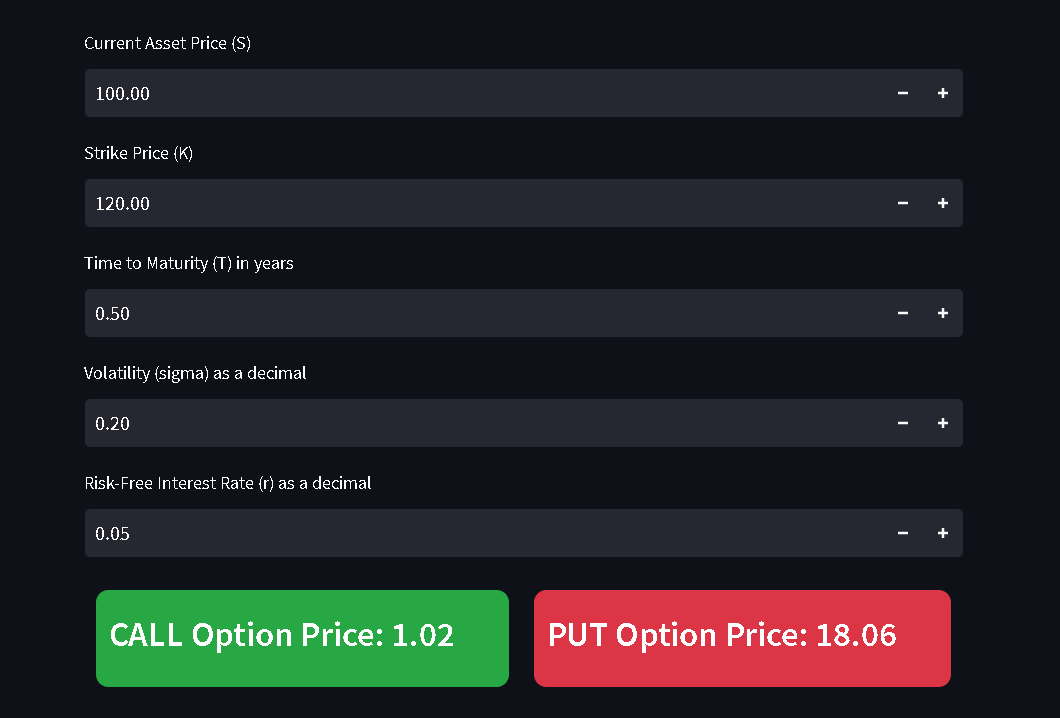 Current Asset Price (S)
100.00
Strike Price (K)
120.00
Time to Maturity (T) in years
0.50
Volatility (sigma) as a decimal
0.20
Risk-Free Interest Rate (r) as a decimal
0.05
CALL Option Price: 1.02
PUT Option Price: 18.06